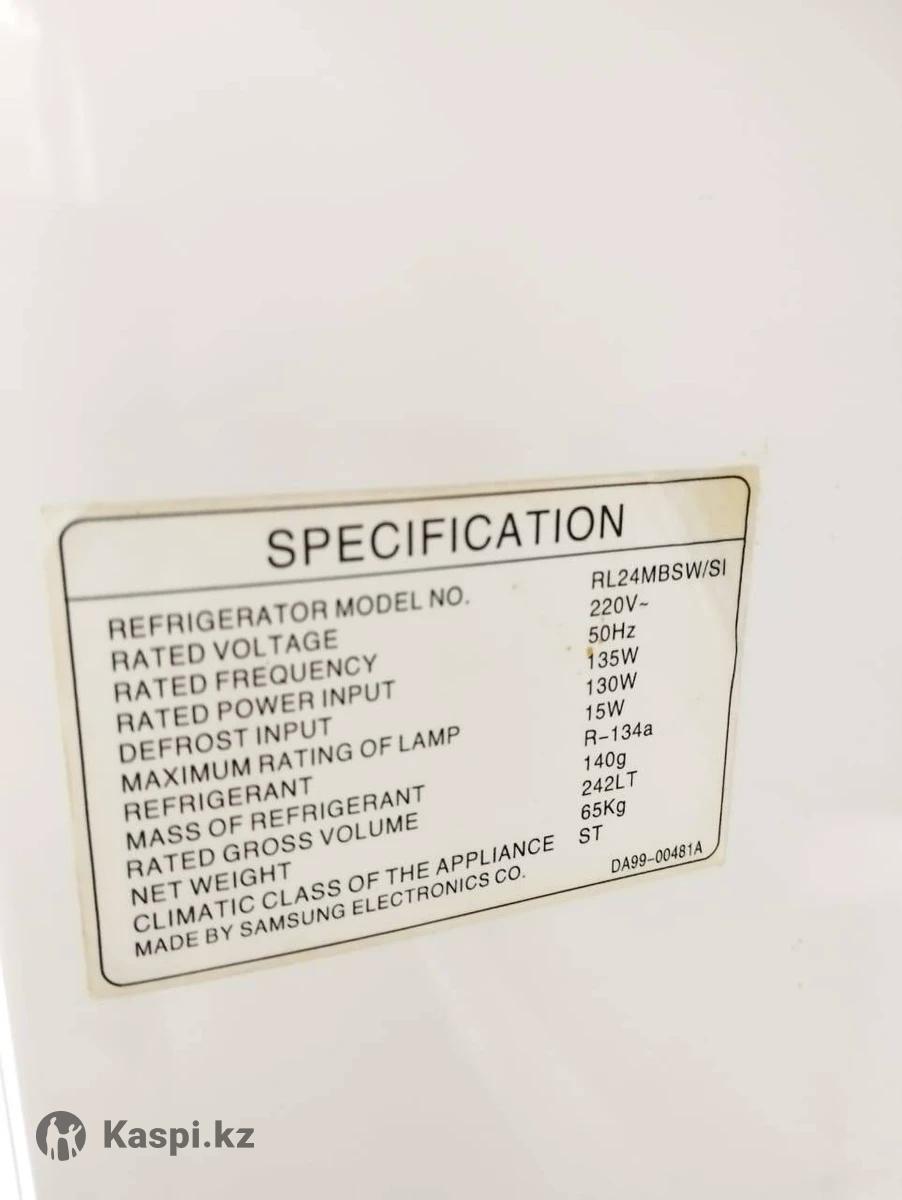 SPECIFICATION
REFRIGERATOR MODEL NO. RL24MBSW/SI
RATED VOLTAGE 220V~
RATED FREQUENCY 50Hz
RATED POWER INPUT 135W
DEFROST INPUT 130W
MAXIMUM RATING OF LAMP 15W
REFRIGERANT R-134a
MASS OF REFRIGERANT 140g
RATED GROSS VOLUME 242LT
NET WEIGHT 65Kg
CLIMATIC CLASS OF THE APPLIANCE ST
MADE BY SAMSUNG ELECTRONICS CO. DA99-00481A
Kaspi.kz